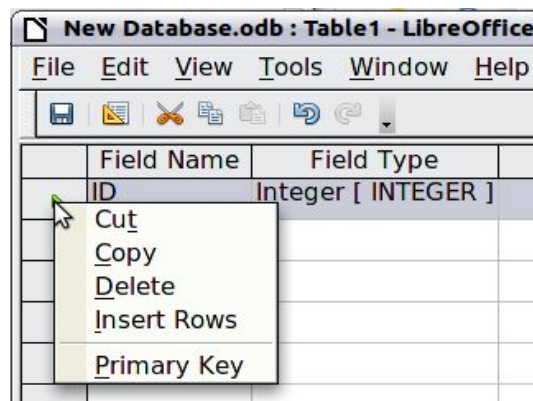 New Database.odb : Table1 - LibreOffice
File Edit View Tools Window Help
Field Name Field Type
ID Integer [ INTEGER ]
Cut
Copy
Delete
Insert Rows
Primary Key